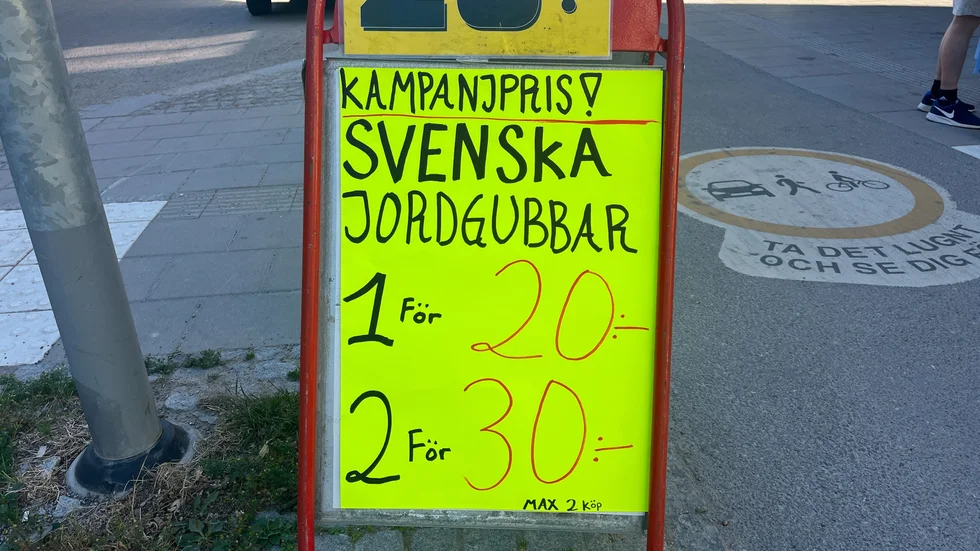 KAMPANJPRIS!
SVENSKA
JORDGUBBAR
1 För 20:-
2 För 30:-
MAX 2 KÖP
TA DET LUGNT
OCH SE DIG